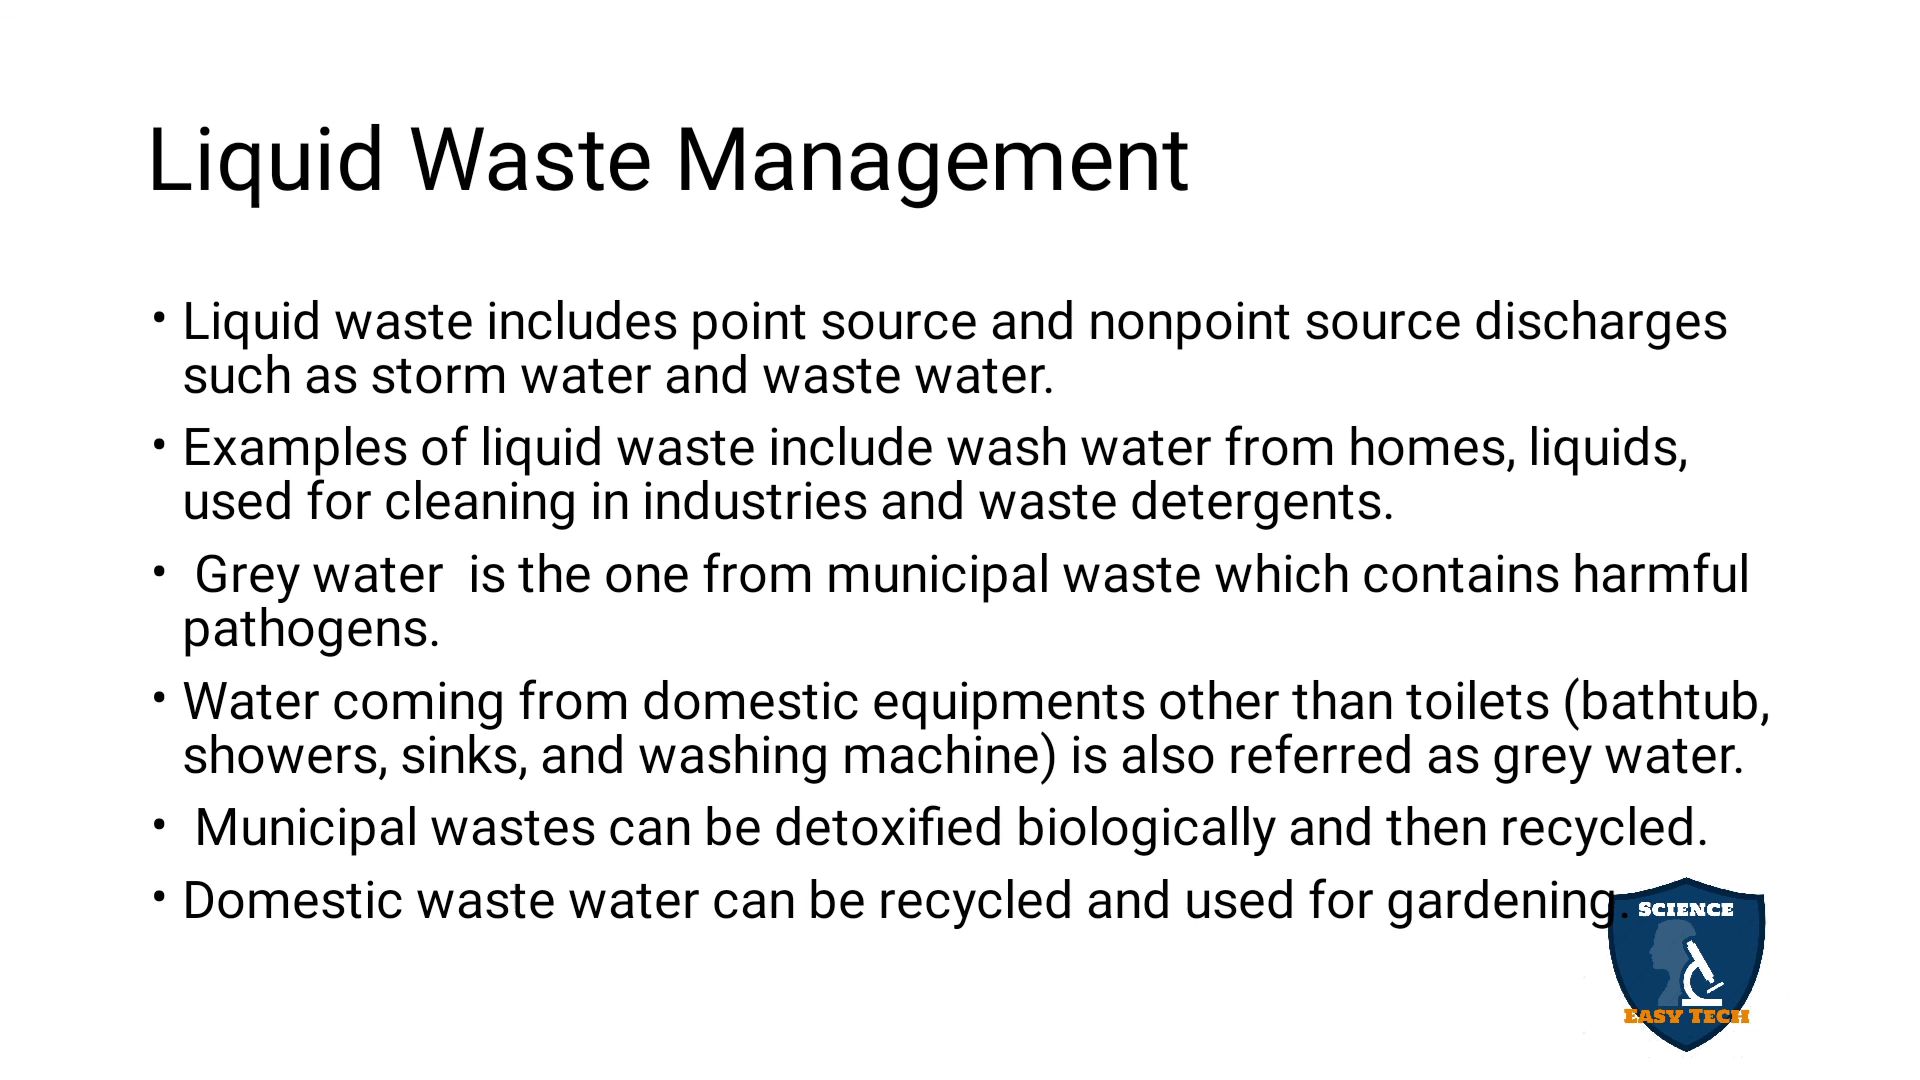 Liquid Waste Management
• Liquid waste includes point source and nonpoint source discharges
such as storm water and waste water.
• Examples of liquid waste include wash water from homes, liquids,
used for cleaning in industries and waste detergents.
• Grey water  is the one from municipal waste which contains harmful
pathogens.
• Water coming from domestic equipments other than toilets (bathtub,
showers, sinks, and washing machine) is also referred as grey water.
• Municipal wastes can be detoxified biologically and then recycled.
• Domestic waste water can be recycled and used for gardening.
SCIENCE
EASY TECH